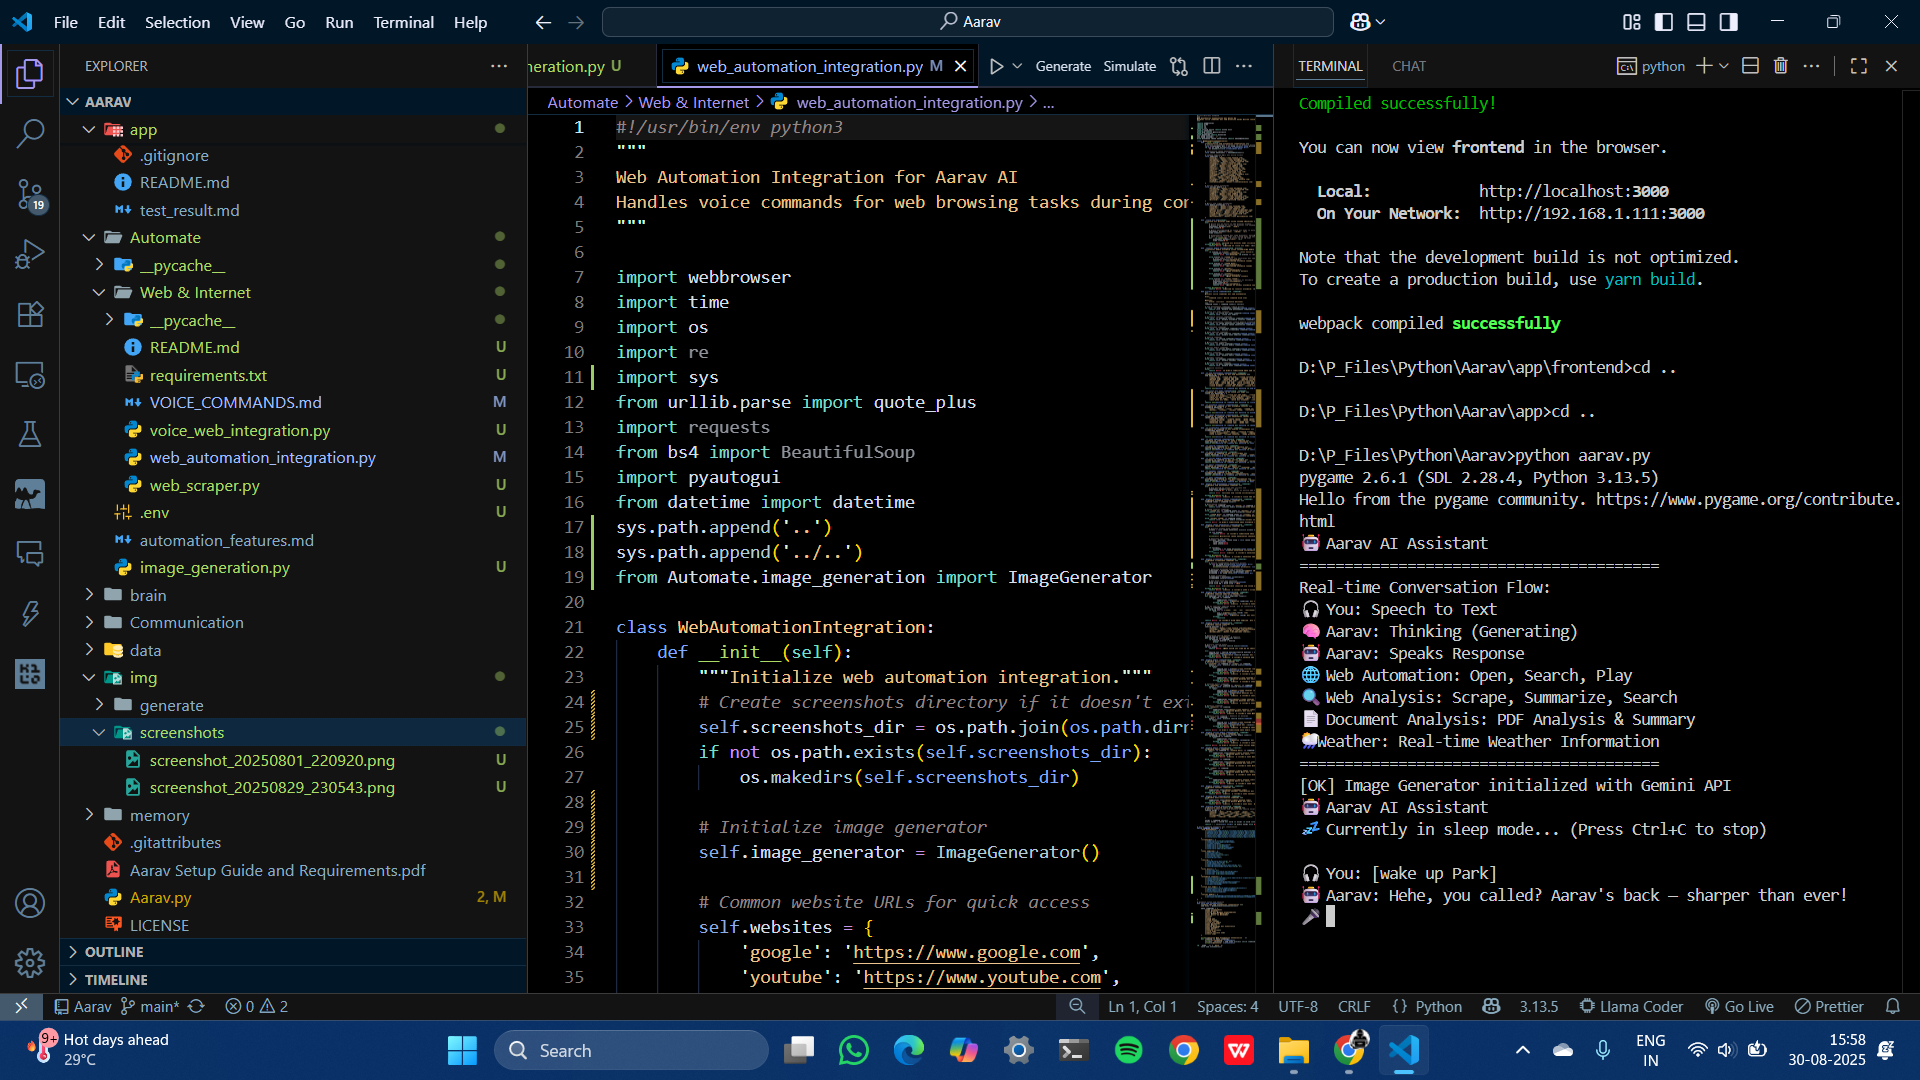 File Edit Selection View Go Run Terminal Help
Aarav
EXPLORER
AARAV
app
.gitignore
README.md
test_result.md
Automate
__pycache__
Web & Internet
__pycache__
README.md U
requirements.txt U
VOICE_COMMANDS.md M
voice_web_integration.py U
web_automation_integration.py M
web_scraper.py U
.env U
automation_features.md
image_generation.py U
brain
Communication
data
img
generate
screenshots
screenshot_20250801_220920.png U
screenshot_20250829_230543.png U
memory
.gitattributes
Aarav Setup Guide and Requirements.pdf
Aarav.py 2, M
LICENSE
OUTLINE
TIMELINE
19
neration.py U
web_automation_integration.py M
Generate Simulate
Automate > Web & Internet > web_automation_integration.py > ...
1 #!/usr/bin/env python3
2 """
3 Web Automation Integration for Aarav AI
4 Handles voice commands for web browsing tasks during con
5 """
6
7 import webbrowser
8 import time
9 import os
10 import re
11 import sys
12 from urllib.parse import quote_plus
13 import requests
14 from bs4 import BeautifulSoup
15 import pyautogui
16 from datetime import datetime
17 sys.path.append('..')
18 sys.path.append('../..')
19 from Automate.image_generation import ImageGenerator
20
21 class WebAutomationIntegration:
22 def __init__(self):
23 """Initialize web automation integration."""
24 # Create screenshots directory if it doesn't exi
25 self.screenshots_dir = os.path.join(os.path.dirn
26 if not os.path.exists(self.screenshots_dir):
27 os.makedirs(self.screenshots_dir)
28
29 # Initialize image generator
30 self.image_generator = ImageGenerator()
31
32 # Common website URLs for quick access
33 self.websites = {
34 'google': 'https://www.google.com',
35 'youtube': 'https://www.youtube.com',
TERMINAL CHAT
python
Compiled successfully!
You can now view frontend in the browser.
Local: http://localhost:3000
On Your Network: http://192.168.1.111:3000
Note that the development build is not optimized.
To create a production build, use yarn build.
webpack compiled successfully
D:\P_Files\Python\Aarav\app\frontend>cd ..
D:\P_Files\Python\Aarav\app>cd ..
D:\P_Files\Python\Aarav>python aarav.py
pygame 2.6.1 (SDL 2.28.4, Python 3.13.5)
Hello from the pygame community. https://www.pygame.org/contribute.
html
Aarav AI Assistant
========================================
Real-time Conversation Flow:
You: Speech to Text
Aarav: Thinking (Generating)
Aarav: Speaks Response
Web Automation: Open, Search, Play
Web Analysis: Scrape, Summarize, Search
Document Analysis: PDF Analysis & Summary
Weather: Real-time Weather Information
========================================
[OK] Image Generator initialized with Gemini API
Aarav AI Assistant
Currently in sleep mode... (Press Ctrl+C to stop)
You: [wake up Park]
Aarav: Hehe, you called? Aarav's back — sharper than ever!
Aarav main* 0 2
Ln 1, Col 1 Spaces: 4 UTF-8 CRLF {} Python 3.13.5 Llama Coder Go Live Prettier
9+
Hot days ahead
29°C
Search
ENG
IN
15:58
30-08-2025